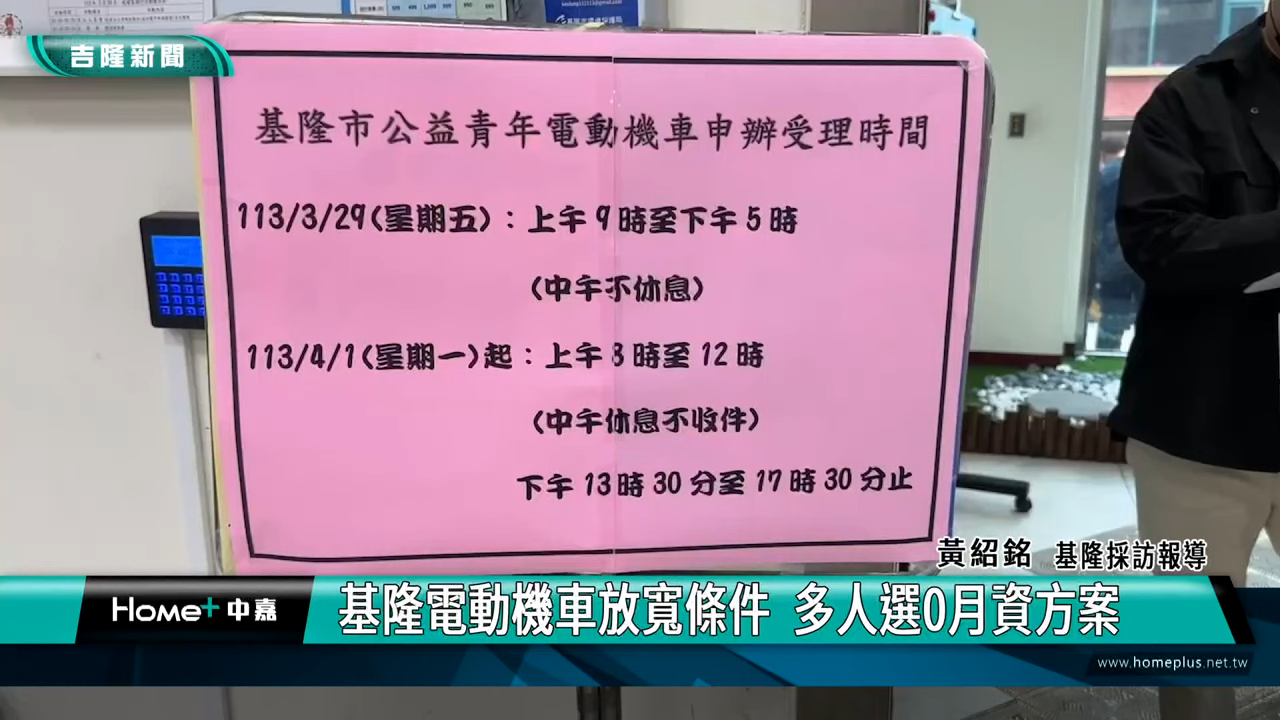 吉隆新聞
基隆市公益青年電動機車申辦受理時間
113/3/29(星期五)：上午9時至下午5時
(中午不休息)
113/4/1(星期一)起：上午8時至12時
(中午休息不收件)
下午13時30分至17時30分止
黃紹銘 基隆採訪報導
Home+中嘉
基隆電動機車放寬條件 多人選0月資方案
www.homeplus.net.tw